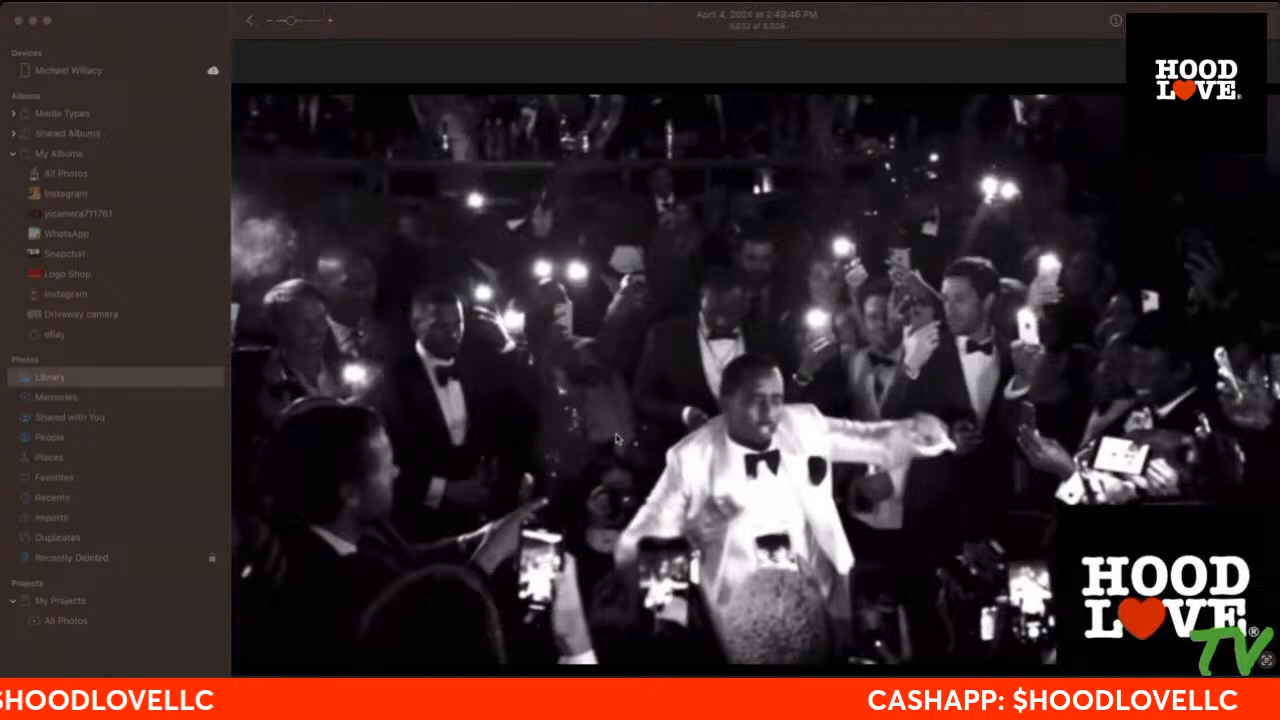 April 4, 2024 at 2:49:46 PM
Devices
Michael Willacy
Albums
Media Types
Shared Albums
My Albums
All Photos
Instagram
yicamera711761
WhatsApp
Snapchat
Logo Shop
instagram
Driveway camera
eBay
Photos
Library
Memories
Shared with You
People
Places
Favorites
Recents
Imports
Duplicates
Recently Deleted
Projects
My Projects
All Photos
HOOD
LOVE®
HOOD
LOVE®
TV
$HOODLOVELLC
CASHAPP: $HOODLOVELLC